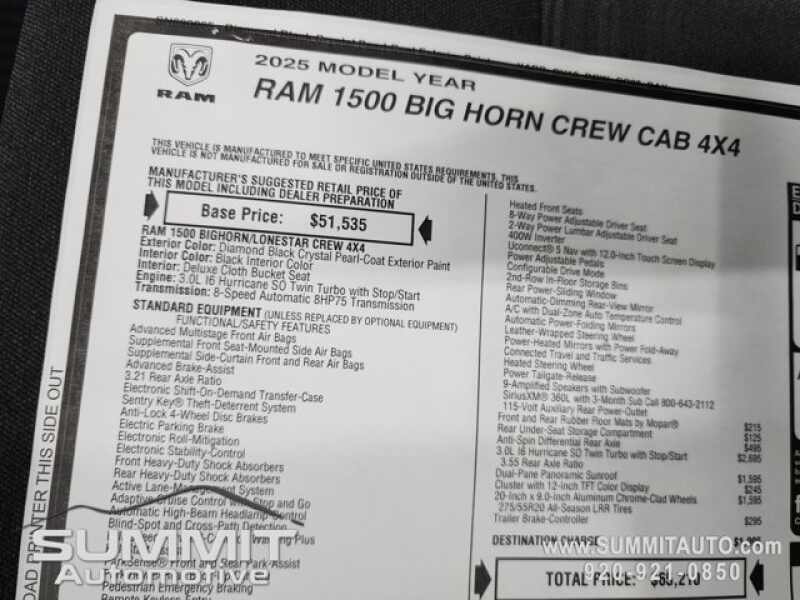 2025 MODEL YEAR
RAM
RAM 1500 BIG HORN CREW CAB 4X4
THIS VEHICLE IS MANUFACTURED TO MEET SPECIFIC UNITED STATES REQUIREMENTS. THIS
VEHICLE IS NOT MANUFACTURED FOR SALE OR REGISTRATION OUTSIDE OF THE UNITED STATES.
MANUFACTURER'S SUGGESTED RETAIL PRICE OF
THIS MODEL INCLUDING DEALER PREPARATION
Base Price: $51,535
RAM 1500 BIGHORN/LONESTAR CREW 4X4
Exterior Color: Diamond Black Crystal Pearl-Coat Exterior Paint
Interior Color: Black Interior Color
Interior: Deluxe Cloth Bucket Seat
Engine: 3.0L I6 Hurricane SO Twin Turbo with Stop/Start
Transmission: 8-Speed Automatic 8HP75 Transmission
STANDARD EQUIPMENT (UNLESS REPLACED BY OPTIONAL EQUIPMENT)
FUNCTIONAL/SAFETY FEATURES
Advanced Multistage Front Air Bags
Supplemental Front Seat-Mounted Side Air Bags
Supplemental Side-Curtain Front and Rear Air Bags
Advanced Brake-Assist
3.21 Rear Axle Ratio
Electronic Shift-On-Demand Transfer-Case
Sentry Key® Theft-Deterrent System
Anti-Lock 4-Wheel Disc Brakes
Electric Parking Brake
Electronic Roll-Mitigation
Electronic Stability-Control
Front Heavy-Duty Shock Absorbers
Rear Heavy-Duty Shock Absorbers
Active Lane-Management System
Adaptive Cruise Control with Stop and Go
Automatic High-Beam Headlamp Control
Blind-Spot and Cross-Path Detection
Warning Plus
ParkSense® Front and Rear Park-Assist
Pedestrian Emergency Braking
Remote Keyless-Entry
Heated Front Seats
8-Way Power Adjustable Driver Seat
2-Way Power Lumbar Adjustable Driver Seat
400W Inverter
Uconnect® 5 Nav with 12.0-Inch Touch Screen Display
Power Adjustable Pedals
Configurable Drive Mode
2nd-Row In-Floor Storage Bins
Rear Power-Sliding Window
Automatic-Dimming Rear-View Mirror
A/C with Dual-Zone Auto Temperature Control
Automatic Power-Folding Mirrors
Leather-Wrapped Steering Wheel
Power-Heated Mirrors with Power Fold-Away
Connected Travel and Traffic Services
Heated Steering Wheel
Power Tailgate-Release
9-Amplified Speakers with Subwoofer
SiriusXM® 360L with 3-Month Sub Call 800-643-2112
115-Volt Auxiliary Rear Power-Outlet
Front and Rear Rubber Floor Mats by Mopar® $215
Rear Under-Seat Storage Compartment $125
Anti-Spin Differential Rear Axle $495
3.0L I6 Hurricane SO Twin Turbo with Stop/Start $2,695
3.55 Rear Axle Ratio
Dual-Pane Panoramic Sunroof $1,595
Cluster with 12-Inch TFT Color Display $245
20-Inch x 9.0-Inch Aluminum Chrome-Clad Wheels $1,595
275/55R20 All-Season LRR Tires
Trailer Brake-Controller $295
DESTINATION CHARGE
TOTAL PRICE:
OAD PRINTER THIS SIDE OUT
SUMMIT
Automotive
WWW.SUMMITAUTO.COM
920-921-0850